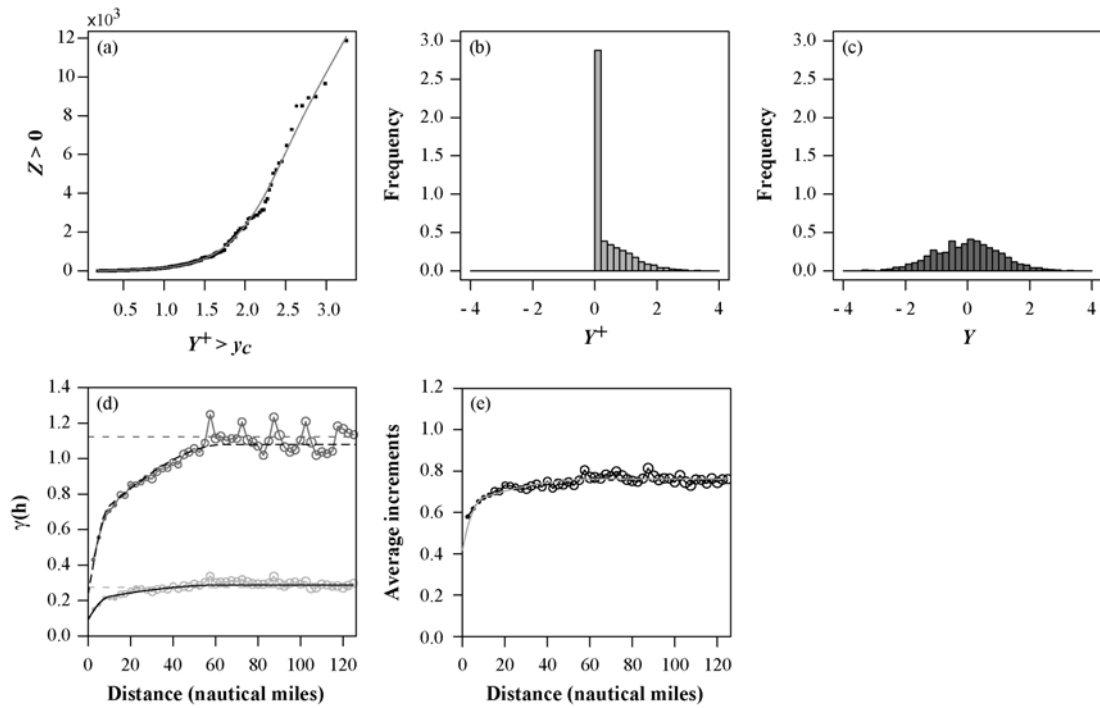 ×10³
(a)
12
10
8
6
4
2
0
Z > 0
0.5 1.0 1.5 2.0 2.5 3.0
Y⁺ > y_C
(b)
3.0
2.5
2.0
1.5
1.0
0.5
0.0
Frequency
- 4 - 2 0 2 4
Y⁺
(c)
3.0
2.5
2.0
1.5
1.0
0.5
0.0
Frequency
- 4 - 2 0 2 4
Y
(d)
1.4
1.2
1.0
0.8
0.6
0.4
0.2
0.0
γ(h)
0 20 40 60 80 100 120
Distance (nautical miles)
(e)
1.2
1.0
0.8
0.6
0.4
0.2
0.0
Average increments
0 20 40 60 80 100 120
Distance (nautical miles)